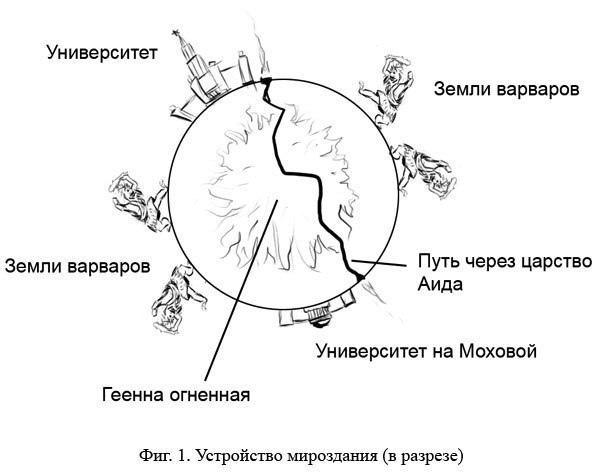 Университет
Земли варваров
Земли варваров
Путь через царство
Аида
Университет на Моховой
Геенна огненная
Фиг. 1. Устройство мироздания (в разрезе)